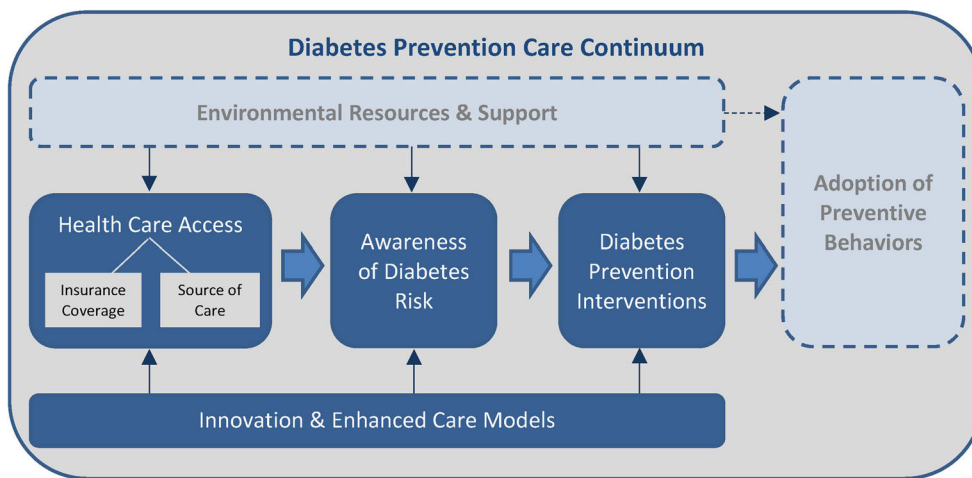 Diabetes Prevention Care Continuum
Environmental Resources & Support
Health Care Access
Insurance
Coverage
Source of
Care
Awareness
of Diabetes
Risk
Diabetes
Prevention
Interventions
Adoption of
Preventive
Behaviors
Innovation & Enhanced Care Models